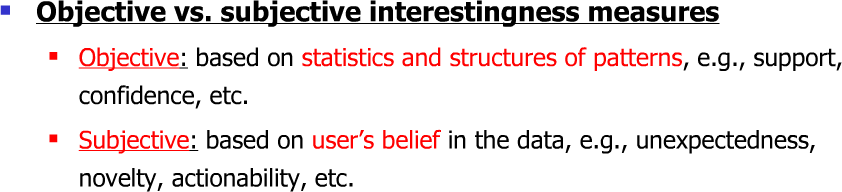 Objective vs. subjective interestingness measures
Objective: based on statistics and structures of patterns, e.g., support,
confidence, etc.
Subjective: based on user’s belief in the data, e.g., unexpectedness,
novelty, actionability, etc.